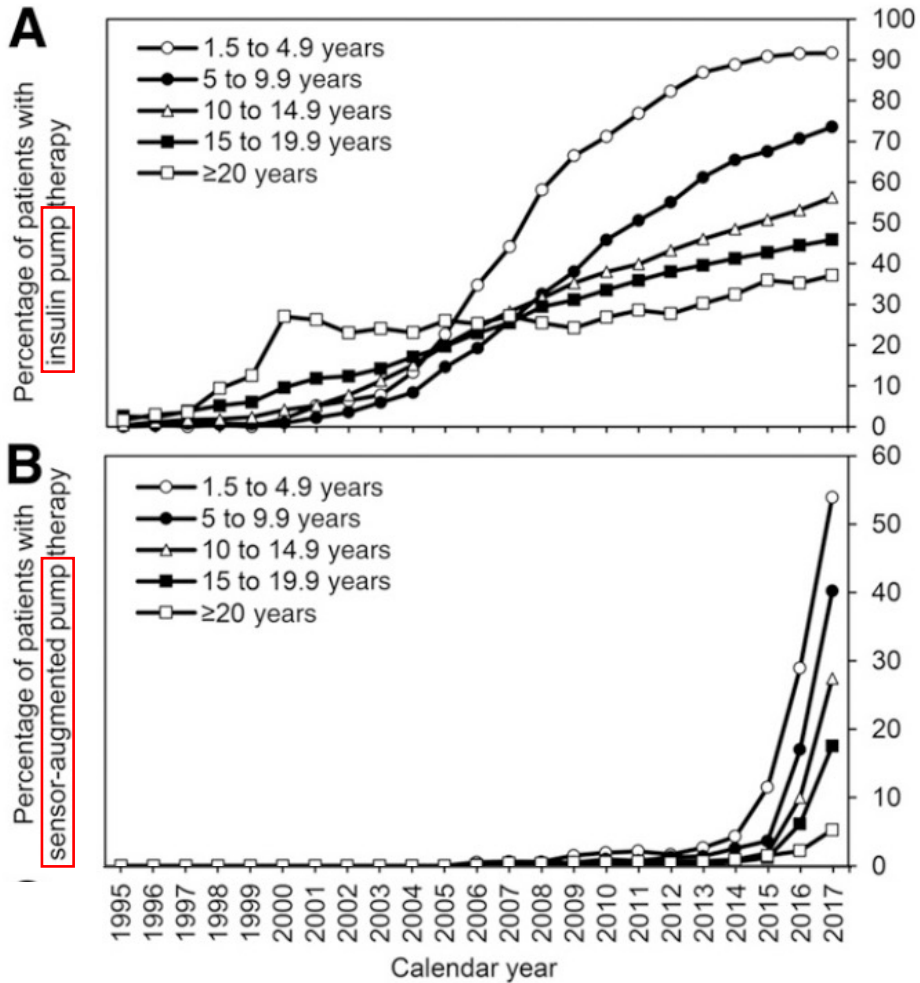 A
Percentage of patients with
insulin pump therapy
1.5 to 4.9 years
5 to 9.9 years
10 to 14.9 years
15 to 19.9 years
≥20 years
100
90
80
70
60
50
40
30
20
10
0
B
Percentage of patients with
sensor-augmented pump therapy
1.5 to 4.9 years
5 to 9.9 years
10 to 14.9 years
15 to 19.9 years
≥20 years
60
50
40
30
20
10
0
1995
1996
1997
1998
1999
2000
2001
2002
2003
2004
2005
2006
2007
2008
2009
2010
2011
2012
2013
2014
2015
2016
2017
Calendar year